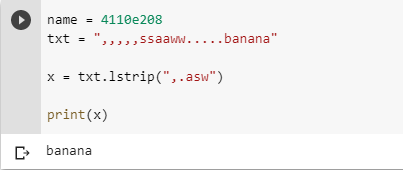 name = 4110e208
txt = ",,,,,ssaaww.....banana"
x = txt.lstrip(",.asw")
print(x)
banana